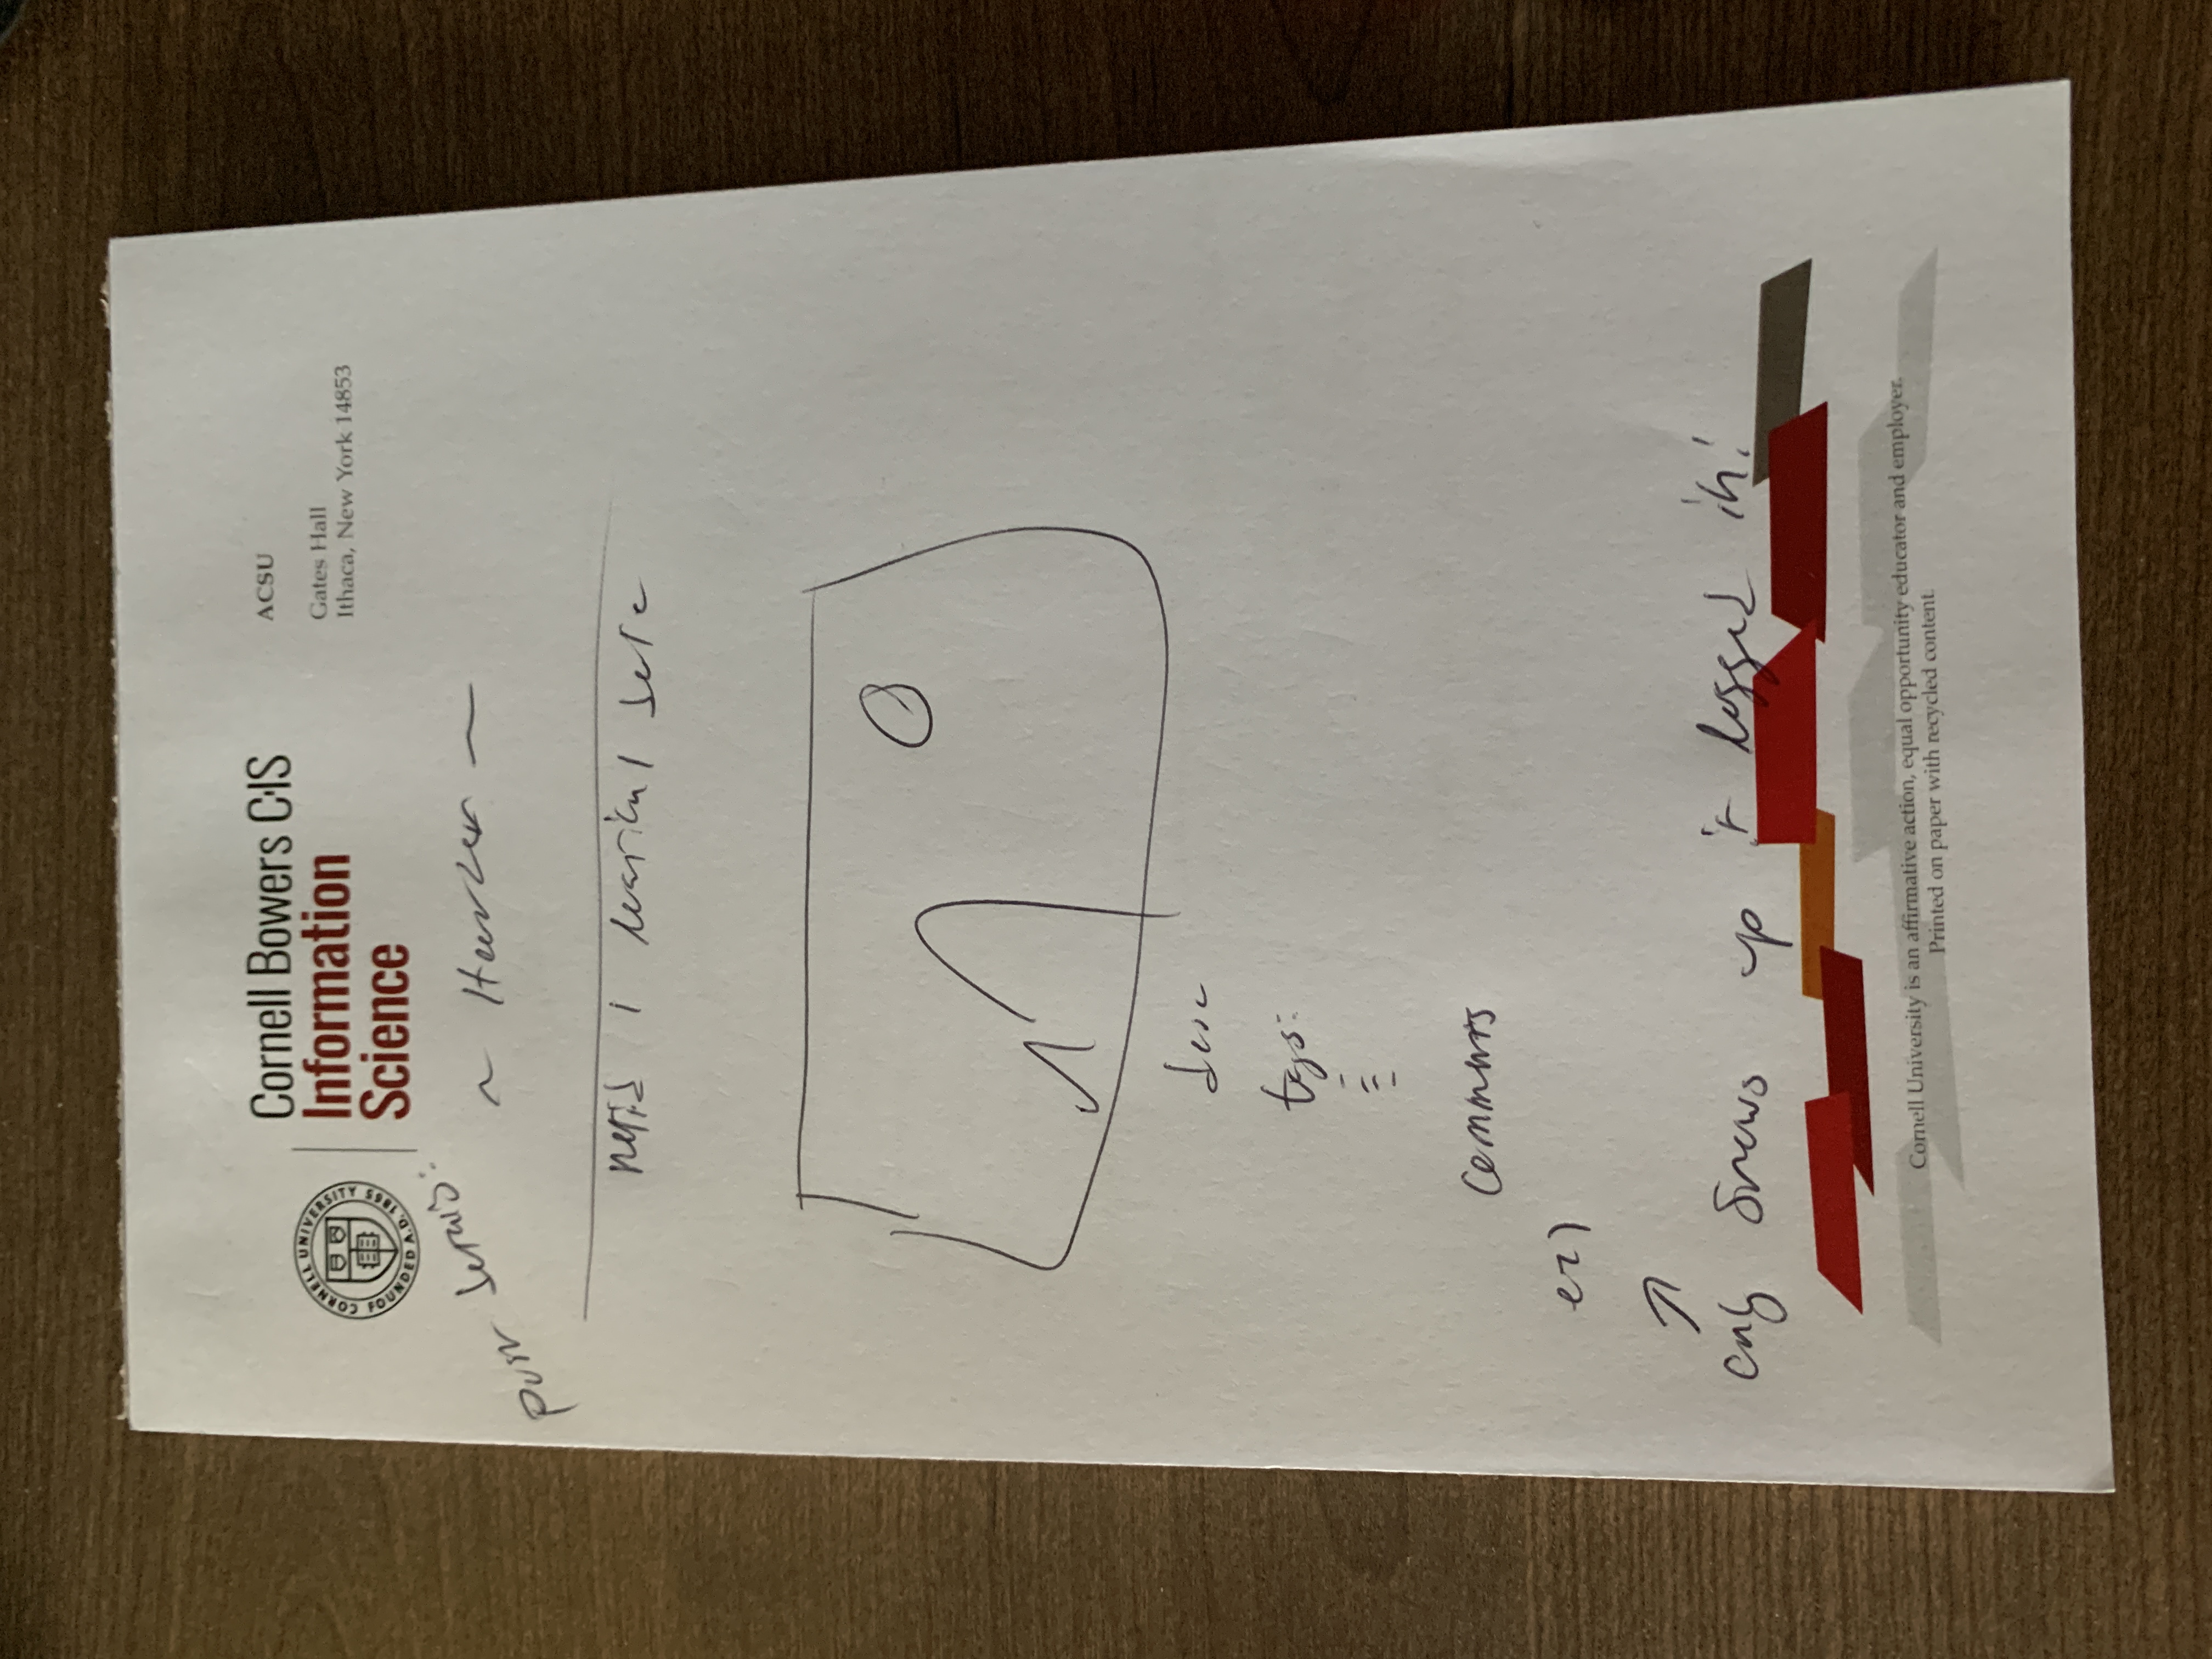 Cornell Bowers C·IS
Information
Science
ACSU
Gates Hall
Ithaca, New York 14853
CORNELL UNIVERSITY
FOUNDED A.D. 1865
post details:
~ Header ~
netid | location | date
desc
tags:
comments
only shows up if logged in!
Cornell University is an affirmative action, equal opportunity educator and employer.
Printed on paper with recycled content.